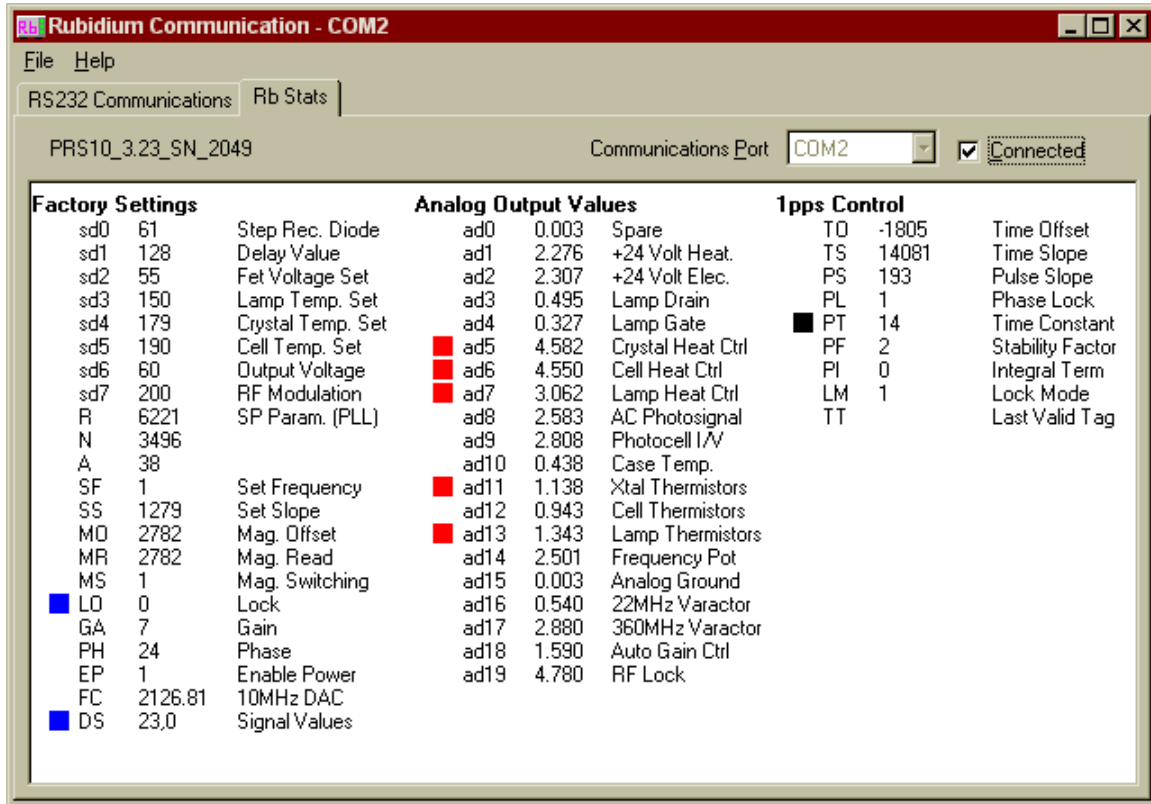 Rb Rubidium Communication - COM2
File Help
RS232 Communications Rb Stats
PRS10_3.23_SN_2049 Communications Port COM2 Connected
Factory Settings Analog Output Values 1pps Control
sd0 61 Step Rec. Diode ad0 0.003 Spare TO -1805 Time Offset
sd1 128 Delay Value ad1 2.276 +24 Volt Heat. TS 14081 Time Slope
sd2 55 Fet Voltage Set ad2 2.307 +24 Volt Elec. PS 193 Pulse Slope
sd3 150 Lamp Temp. Set ad3 0.495 Lamp Drain PL 1 Phase Lock
sd4 179 Crystal Temp. Set ad4 0.327 Lamp Gate PT 14 Time Constant
sd5 190 Cell Temp. Set ad5 4.582 Crystal Heat Ctrl PF 2 Stability Factor
sd6 60 Output Voltage ad6 4.550 Cell Heat Ctrl PI 0 Integral Term
sd7 200 RF Modulation ad7 3.062 Lamp Heat Ctrl LM 1 Lock Mode
R 6221 SP Param. (PLL) ad8 2.583 AC Photosignal TT Last Valid Tag
N 3496 ad9 2.808 Photocell I/V
A 38 ad10 0.438 Case Temp.
SF 1 Set Frequency ad11 1.138 Xtal Thermistors
SS 1279 Set Slope ad12 0.943 Cell Thermistors
MO 2782 Mag. Offset ad13 1.343 Lamp Thermistors
MR 2782 Mag. Read ad14 2.501 Frequency Pot
MS 1 Mag. Switching ad15 0.003 Analog Ground
LO 0 Lock ad16 0.540 22MHz Varactor
GA 7 Gain ad17 2.880 360MHz Varactor
PH 24 Phase ad18 1.590 Auto Gain Ctrl
EP 1 Enable Power ad19 4.780 RF Lock
FC 2126.81 10MHz DAC
DS 23,0 Signal Values